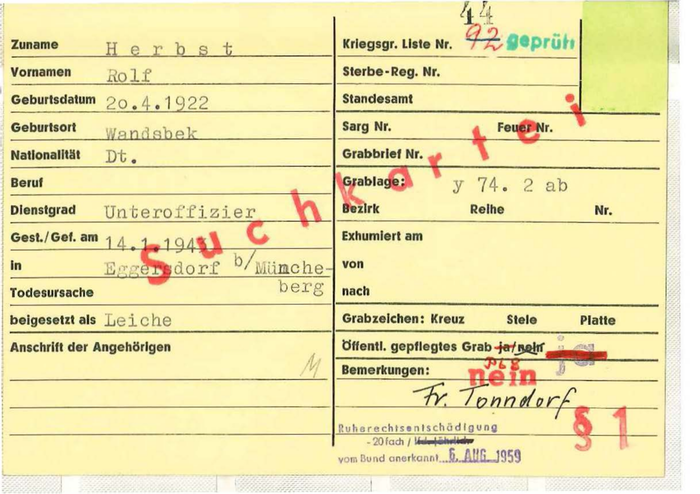 44
Zuname Herbst
Kriegsgr. Liste Nr. 92 geprüft
Vornamen Rolf
Sterbe-Reg. Nr.
Geburtsdatum 20.4.1922
Standesamt
Geburtsort Wandsbek
Sarg Nr. Feuer Nr.
Nationalität Dt.
Grabbrief Nr.
Beruf
Grablage: y 74. 2 ab
Dienstgrad Unteroffizier
Bezirk Reihe Nr.
Gest./Gef. am 14.1.194
Exhumiert am
in Eggersdorf b/Münche-
berg
von
Todesursache
nach
beigesetzt als Leiche
Grabzeichen: Kreuz Stele Platte
Anschrift der Angehörigen
Öffentl. gepflegtes Grab ja/nein ja
Bemerkungen: nein
Fr. Tonndorf
§ 1
Ruherechtsentschädigung
-20fach /
vom Bund anerkannt 6. AUG. 1959
Suchkartei